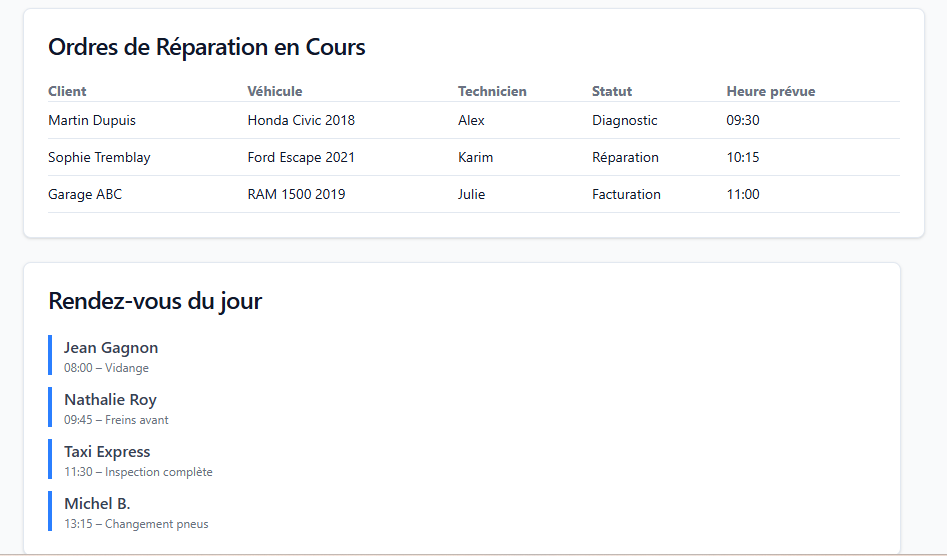 Ordres de Réparation en Cours
Client Véhicule Technicien Statut Heure prévue
Martin Dupuis Honda Civic 2018 Alex Diagnostic 09:30
Sophie Tremblay Ford Escape 2021 Karim Réparation 10:15
Garage ABC RAM 1500 2019 Julie Facturation 11:00
Rendez-vous du jour
Jean Gagnon
08:00 – Vidange
Nathalie Roy
09:45 – Freins avant
Taxi Express
11:30 – Inspection complète
Michel B.
13:15 – Changement pneus